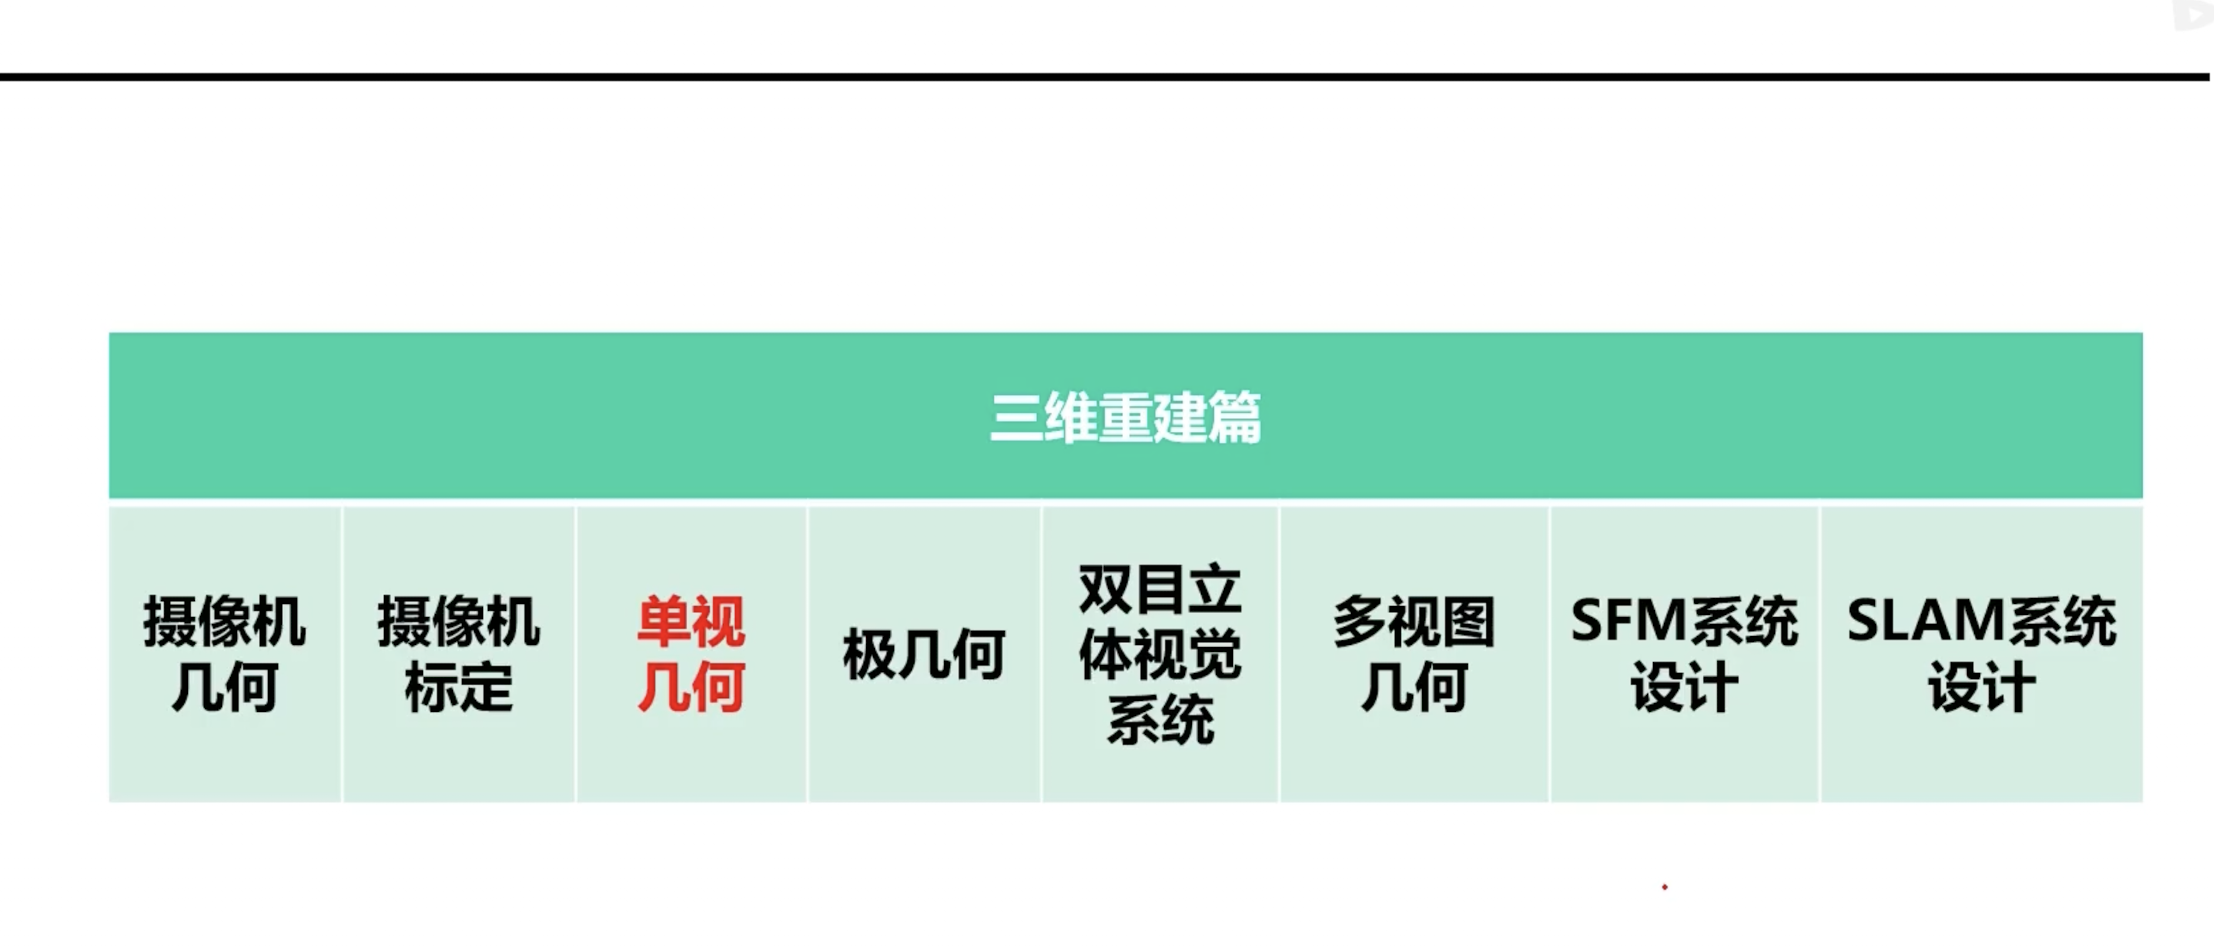 三维重建篇
摄像机
几何
摄像机
标定
单视
几何
极几何
双目立
体视觉
系统
多视图
几何
SFM系统
设计
SLAM系统
设计